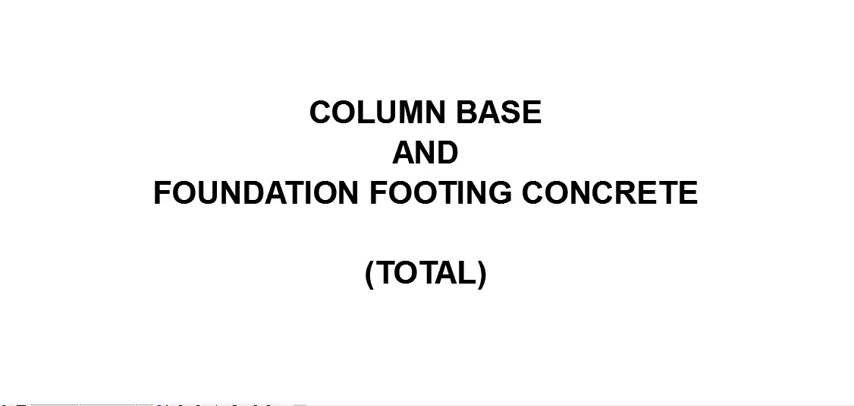 COLUMN BASE
AND
FOUNDATION FOOTING CONCRETE
(TOTAL)